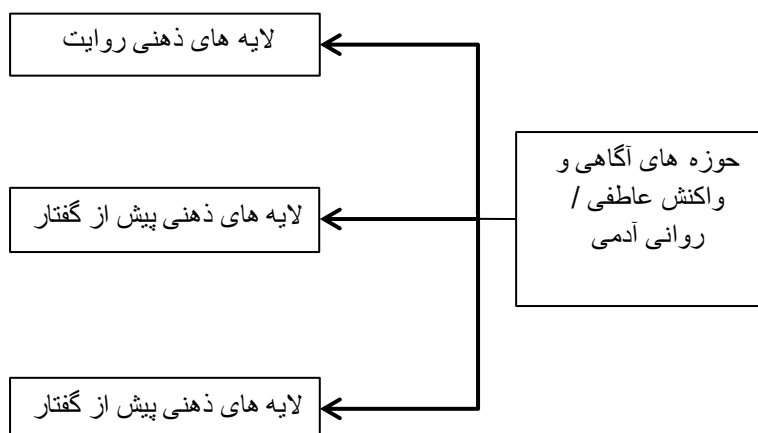 حوزه های آگاهی و
واکنش عاطفی /
روانی آدمی
لایه های ذهنی روایت
لایه های ذهنی پیش از گفتار
لایه های ذهنی پیش از گفتار